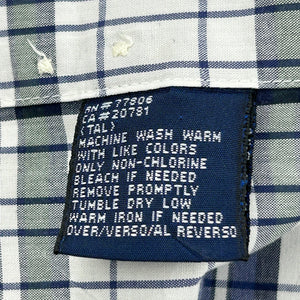 RN# 77806
CA# 20781
(TAL)
MACHINE WASH WARM
WITH LIKE COLORS
ONLY NON-CHLORINE
BLEACH IF NEEDED
REMOVE PROMPTLY
TUMBLE DRY LOW
WARM IRON IF NEEDED
OVER/VERSO/AL REVERSO